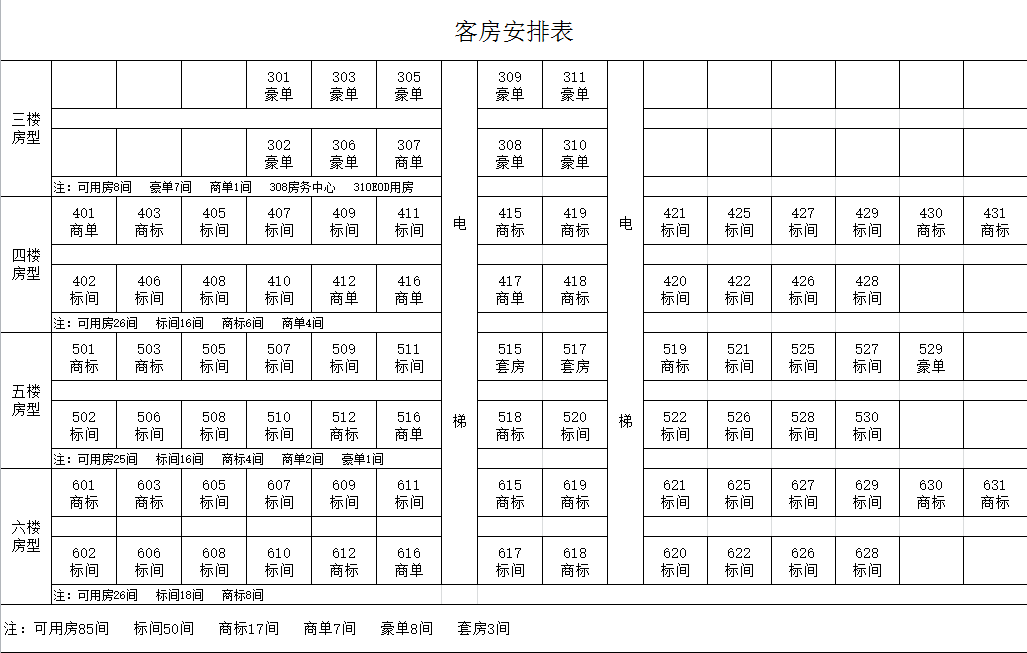 客房安排表
301 303 305 309 311
豪单 豪单 豪单 豪单 豪单
三楼
房型
302 306 307 308 310
豪单 豪单 商单 豪单 豪单
注：可用房8间 豪单7间 商单1间 308房务中心 310EOD用房
401 403 405 407 409 411 415 419 421 425 427 429 430 431
商单 商标 标间 标间 标间 标间 商标 商标 标间 标间 标间 标间 商标 商标
电 电
四楼
房型
402 406 408 410 412 416 417 418 420 422 426 428
标间 标间 标间 标间 商单 商单 商单 商标 标间 标间 标间 标间
注：可用房26间 标间16间 商标6间 商单4间
501 503 505 507 509 511 515 517 519 521 525 527 529
商标 商标 标间 标间 标间 标间 套房 套房 商标 标间 标间 标间 豪单
五楼
房型
502 506 508 510 512 516 518 520 522 526 528 530
标间 标间 标间 标间 商标 商单 商标 标间 标间 标间 标间 标间
梯 梯
注：可用房25间 标间16间 商标4间 商单2间 豪单1间
601 603 605 607 609 611 615 619 621 625 627 629 630 631
商标 商标 标间 标间 标间 标间 商标 商标 标间 标间 标间 标间 商标 商标
六楼
房型
602 606 608 610 612 616 617 618 620 622 626 628
标间 标间 标间 标间 商标 商单 标间 商标 标间 标间 标间 标间
注：可用房26间 标间18间 商标8间
注：可用房85间 标间50间 商标17间 商单7间 豪单8间 套房3间